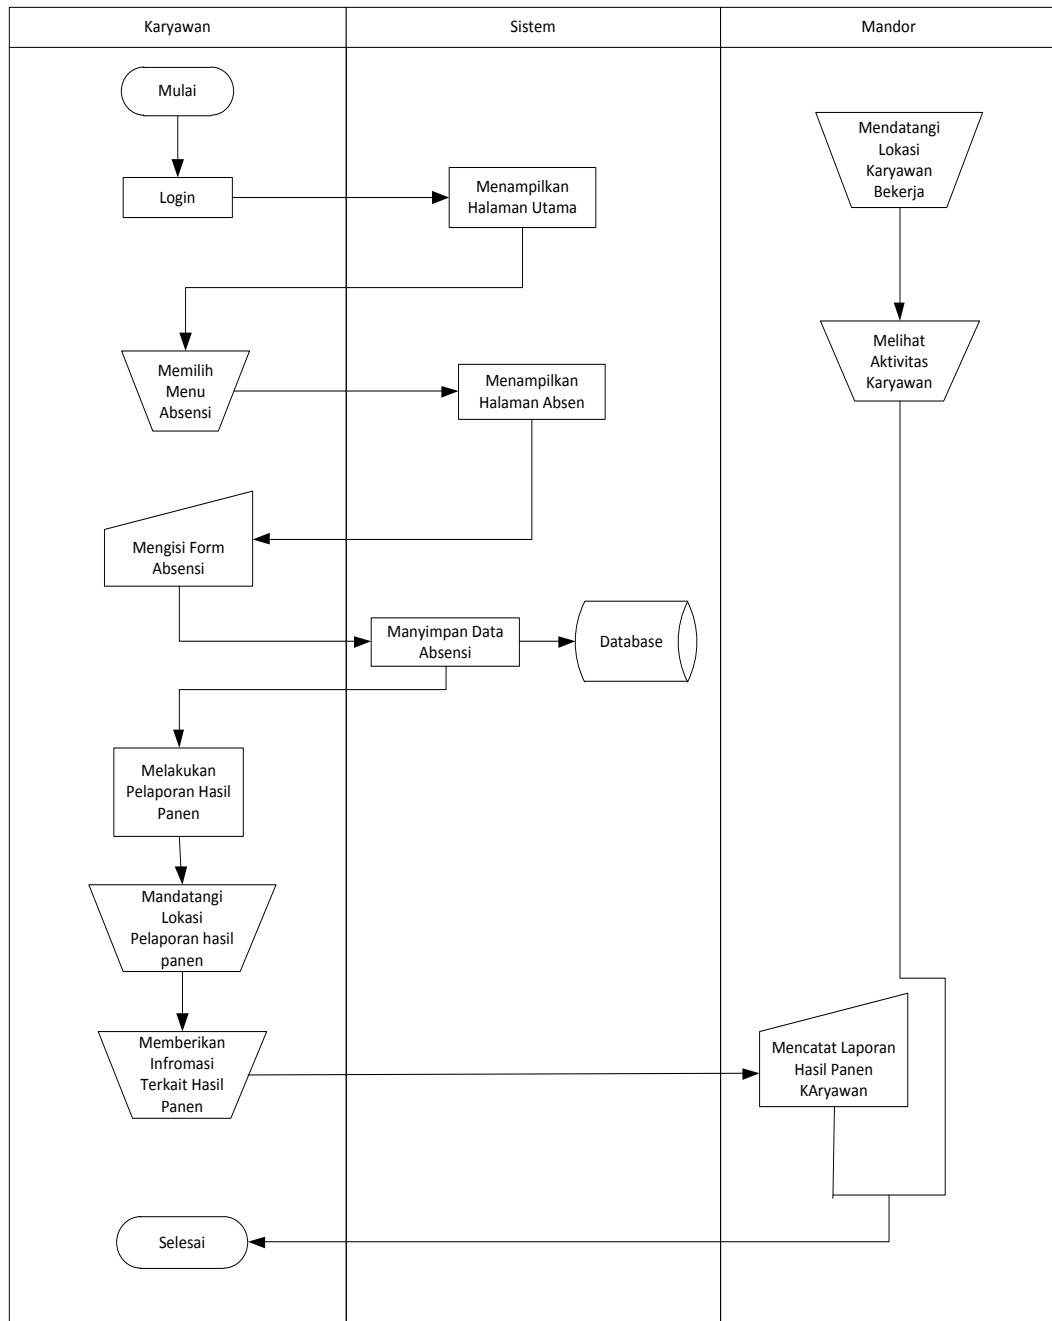 Karyawan
Sistem
Mandor
Mulai
Mendatangi
Lokasi
Karyawan
Bekerja
Login
Menampilkan
Halaman Utama
Melihat
Aktivitas
Karyawan
Memilih
Menu
Absensi
Menampilkan
Halaman Absen
Mengisi Form
Absensi
Manyimpan Data
Absensi
Database
Melakukan
Pelaporan Hasil
Panen
Mandatangi
Lokasi
Pelaporan hasil
panen
Memberikan
Infromasi
Terkait Hasil
Panen
Mencatat Laporan
Hasil Panen
KAryawan
Selesai